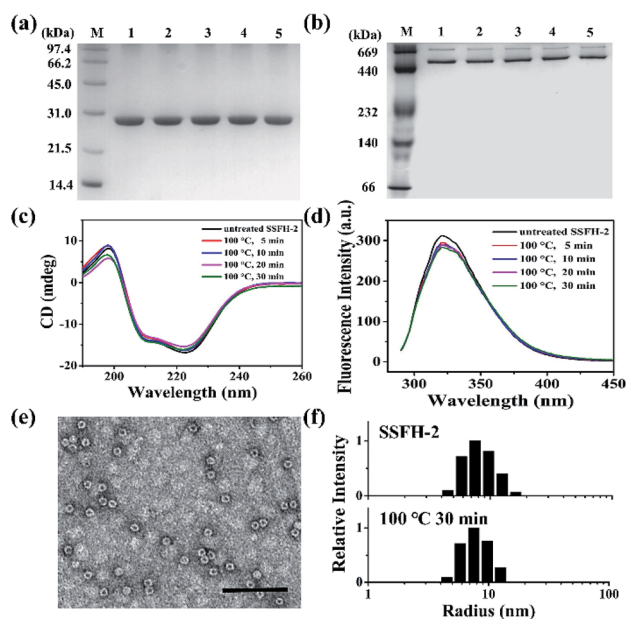 (a)
(kDa) M 1 2 3 4 5
97.4
66.2
45.0
31.0
21.5
14.4
(b)
(kDa) M 1 2 3 4 5
669
440
232
140
66
(c)
CD (mdeg)
10
0
-10
-20
untreated SSFH-2
100 °C, 5 min
100 °C, 10 min
100 °C, 20 min
100 °C, 30 min
200 220 240 260
Wavelength (nm)
(d)
Fluorescence Intensity (a.u.)
300
200
100
0
untreated SSFH-2
100 °C, 5 min
100 °C, 10 min
100 °C, 20 min
100 °C, 30 min
300 350 400 450
Wavelength (nm)
(e)
(f)
Relative Intensity
SSFH-2
100 °C 30 min
1 10 100
Radius (nm)